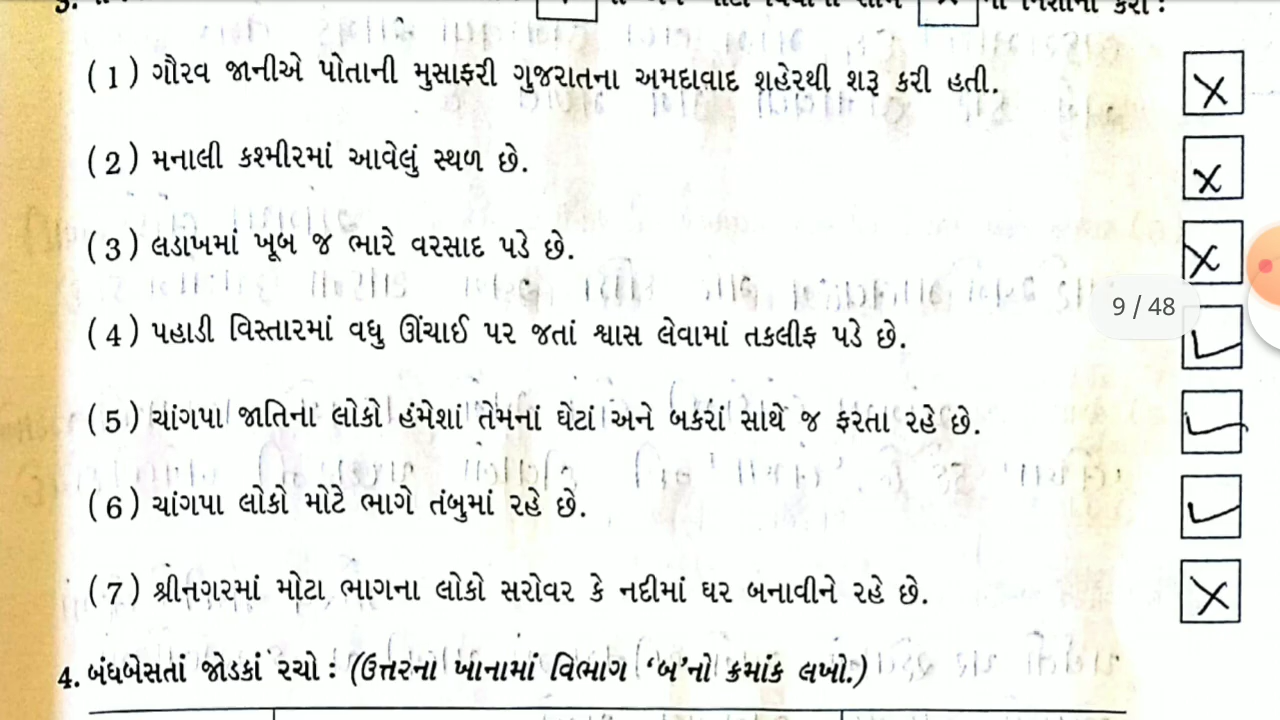 (1) ગૌરવ જાનીએ પોતાની મુસાફરી ગુજરાતના અમદાવાદ શહેરથી શરૂ કરી હતી. ×
(2) મનાલી કશ્મીરમાં આવેલું સ્થળ છે. ×
(3) લડાખમાં ખૂબ જ ભારે વરસાદ પડે છે. ×
9 / 48
(4) પહાડી વિસ્તારમાં વધુ ઊંચાઈ પર જતાં શ્વાસ લેવામાં તકલીફ પડે છે. ✓
(5) ચાંગપા જાતિના લોકો હંમેશાં તેમનાં ઘેટાં અને બકરાં સાથે જ ફરતા રહે છે. ✓
(6) ચાંગપા લોકો મોટે ભાગે તંબુમાં રહે છે. ✓
(7) શ્રીનગરમાં મોટા ભાગના લોકો સરોવર કે નદીમાં ઘર બનાવીને રહે છે. ×
4. બંધબેસતાં જોડકાં રચો : (ઉત્તરના ખાનામાં વિભાગ ‘બ’નો ક્રમાંક લખો.)